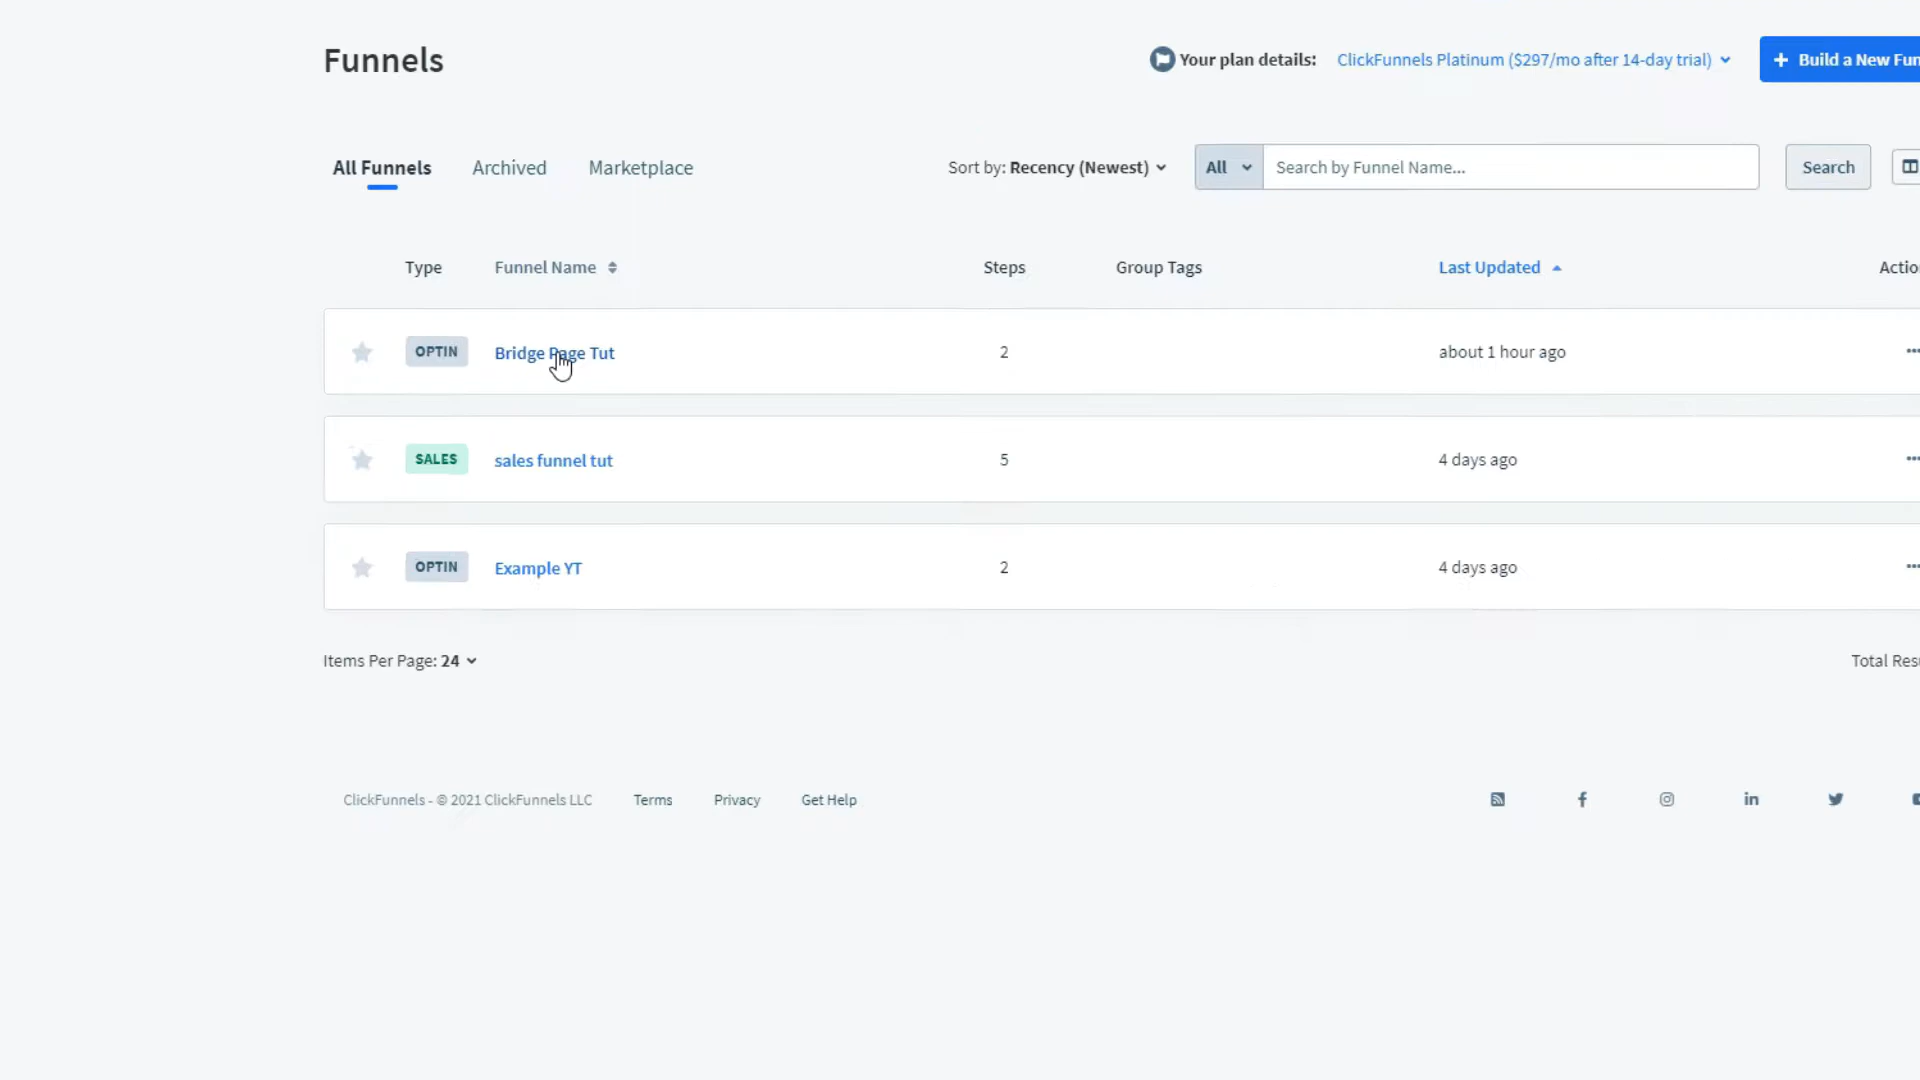 Funnels
Your plan details: ClickFunnels Platinum ($297/mo after 14-day trial)
+ Build a New Fun
All Funnels Archived Marketplace
Sort by: Recency (Newest)
All Search by Funnel Name... Search
Type Funnel Name Steps Group Tags Last Updated Actio
OPTIN Bridge Page Tut 2 about 1 hour ago
SALES sales funnel tut 5 4 days ago
OPTIN Example YT 2 4 days ago
Items Per Page: 24
Total Resu
ClickFunnels - © 2021 ClickFunnels LLC Terms Privacy Get Help